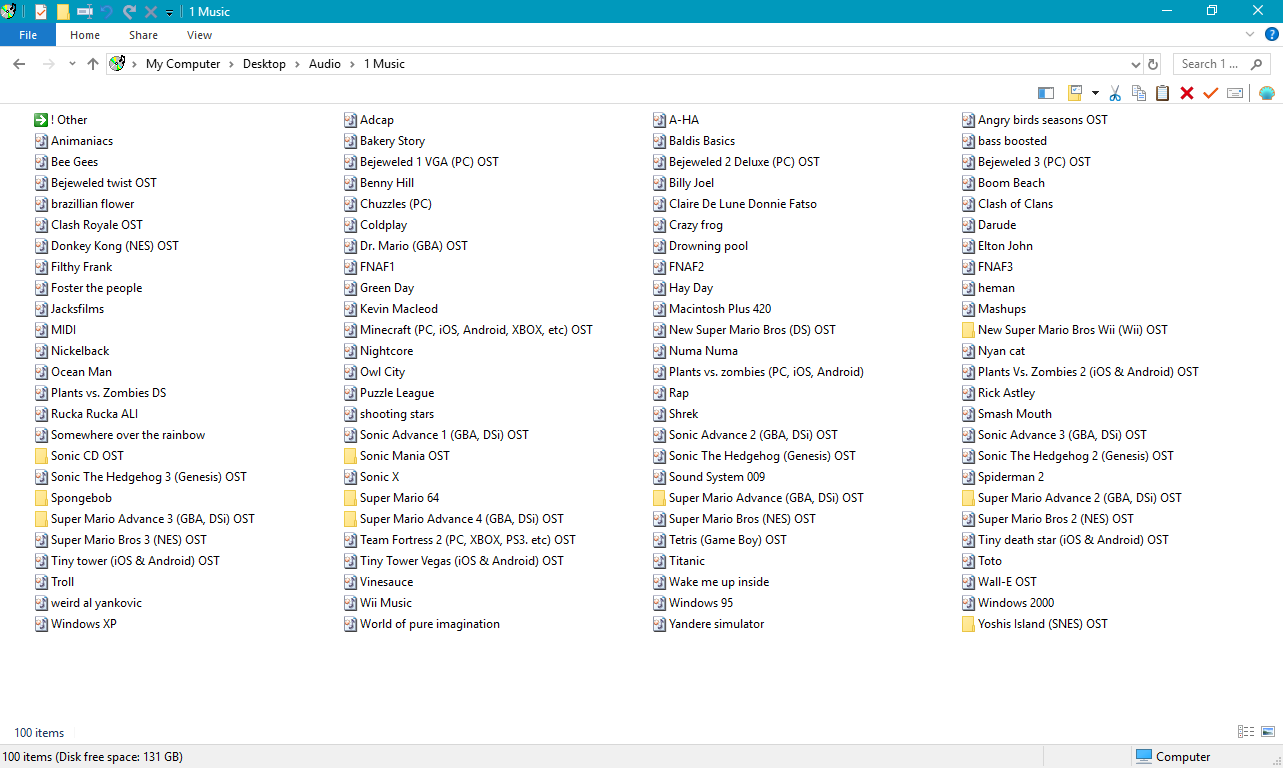 1 Music
File Home Share View
My Computer Desktop Audio 1 Music Search 1 ...
! Other Adcap A-HA Angry birds seasons OST
Animaniacs Bakery Story Baldis Basics bass boosted
Bee Gees Bejeweled 1 VGA (PC) OST Bejeweled 2 Deluxe (PC) OST Bejeweled 3 (PC) OST
Bejeweled twist OST Benny Hill Billy Joel Boom Beach
brazillian flower Chuzzles (PC) Claire De Lune Donnie Fatso Clash of Clans
Clash Royale OST Coldplay Crazy frog Darude
Donkey Kong (NES) OST Dr. Mario (GBA) OST Drowning pool Elton John
Filthy Frank FNAF1 FNAF2 FNAF3
Foster the people Green Day Hay Day heman
Jacksfilms Kevin Macleod Macintosh Plus 420 Mashups
MIDI Minecraft (PC, iOS, Android, XBOX, etc) OST New Super Mario Bros (DS) OST New Super Mario Bros Wii (Wii) OST
Nickelback Nightcore Numa Numa Nyan cat
Ocean Man Owl City Plants vs. zombies (PC, iOS, Android) Plants Vs. Zombies 2 (iOS & Android) OST
Plants vs. Zombies DS Puzzle League Rap Rick Astley
Rucka Rucka ALI shooting stars Shrek Smash Mouth
Somewhere over the rainbow Sonic Advance 1 (GBA, DSi) OST Sonic Advance 2 (GBA, DSi) OST Sonic Advance 3 (GBA, DSi) OST
Sonic CD OST Sonic Mania OST Sonic The Hedgehog (Genesis) OST Sonic The Hedgehog 2 (Genesis) OST
Sonic The Hedgehog 3 (Genesis) OST Sonic X Sound System 009 Spiderman 2
Spongebob Super Mario 64 Super Mario Advance (GBA, DSi) OST Super Mario Advance 2 (GBA, DSi) OST
Super Mario Advance 3 (GBA, DSi) OST Super Mario Advance 4 (GBA, DSi) OST Super Mario Bros (NES) OST Super Mario Bros 2 (NES) OST
Super Mario Bros 3 (NES) OST Team Fortress 2 (PC, XBOX, PS3. etc) OST Tetris (Game Boy) OST Tiny death star (iOS & Android) OST
Tiny tower (iOS & Android) OST Tiny Tower Vegas (iOS & Android) OST Titanic Toto
Troll Vinesauce Wake me up inside Wall-E OST
weird al yankovic Wii Music Windows 95 Windows 2000
Windows XP World of pure imagination Yandere simulator Yoshis Island (SNES) OST
100 items
100 items (Disk free space: 131 GB) Computer